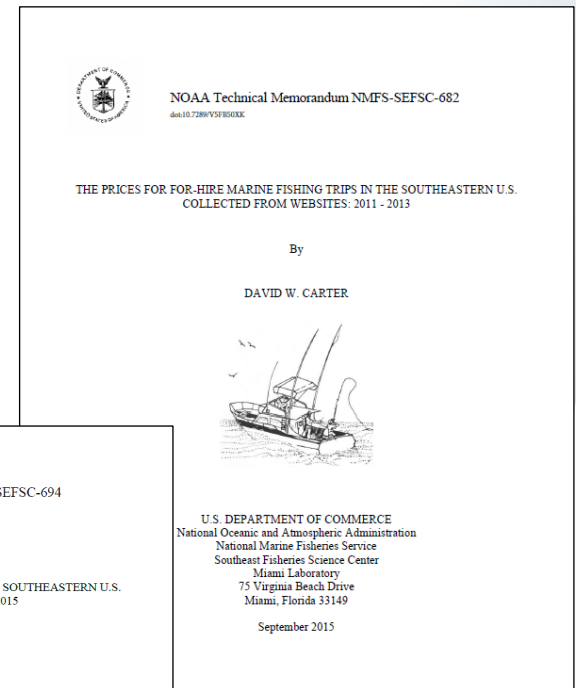 NOAA Technical Memorandum NMFS-SEFSC-682
doi:10.7289/V5FB50XK
THE PRICES FOR FOR-HIRE MARINE FISHING TRIPS IN THE SOUTHEASTERN U.S.
COLLECTED FROM WEBSITES: 2011 - 2013
By
DAVID W. CARTER
U.S. DEPARTMENT OF COMMERCE
National Oceanic and Atmospheric Administration
National Marine Fisheries Service
Southeast Fisheries Science Center
Miami Laboratory
75 Virginia Beach Drive
Miami, Florida 33149
September 2015
SEFSC-694
SOUTHEASTERN U.S.
015